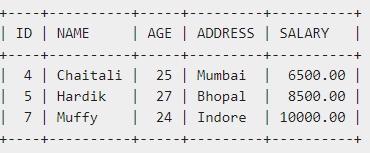 +----+----------+-----+---------+----------+
| ID | NAME     | AGE | ADDRESS | SALARY   |
+----+----------+-----+---------+----------+
|  4 | Chaitali |  25 | Mumbai  |  6500.00 |
|  5 | Hardik   |  27 | Bhopal  |  8500.00 |
|  7 | Muffy    |  24 | Indore  | 10000.00 |
+----+----------+-----+---------+----------+